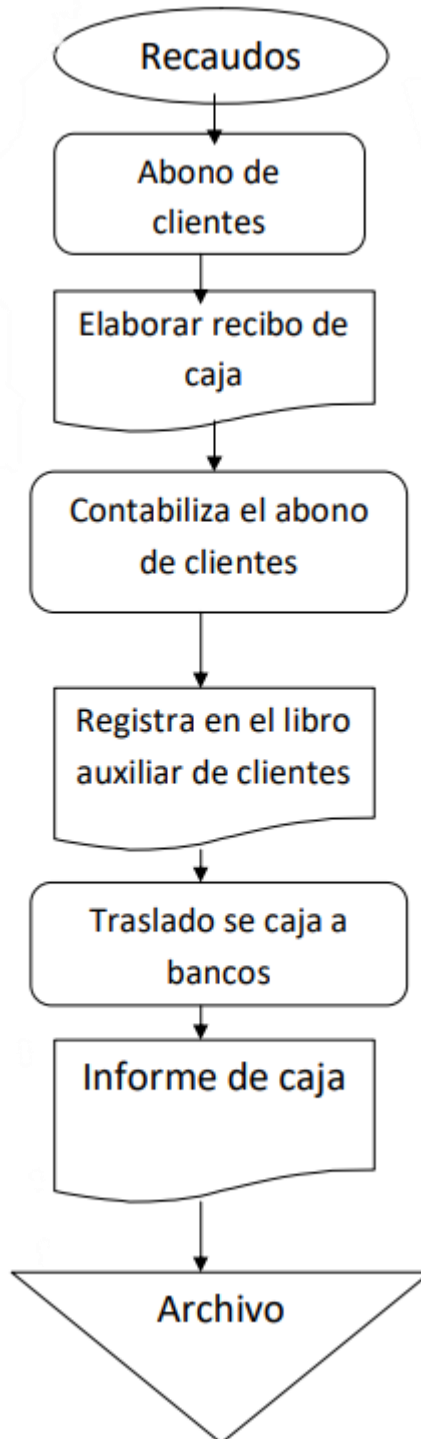 Recaudos
Abono de
clientes
Elaborar recibo de
caja
Contabiliza el abono
de clientes
Registra en el libro
auxiliar de clientes
Traslado se caja a
bancos
Informe de caja
Archivo